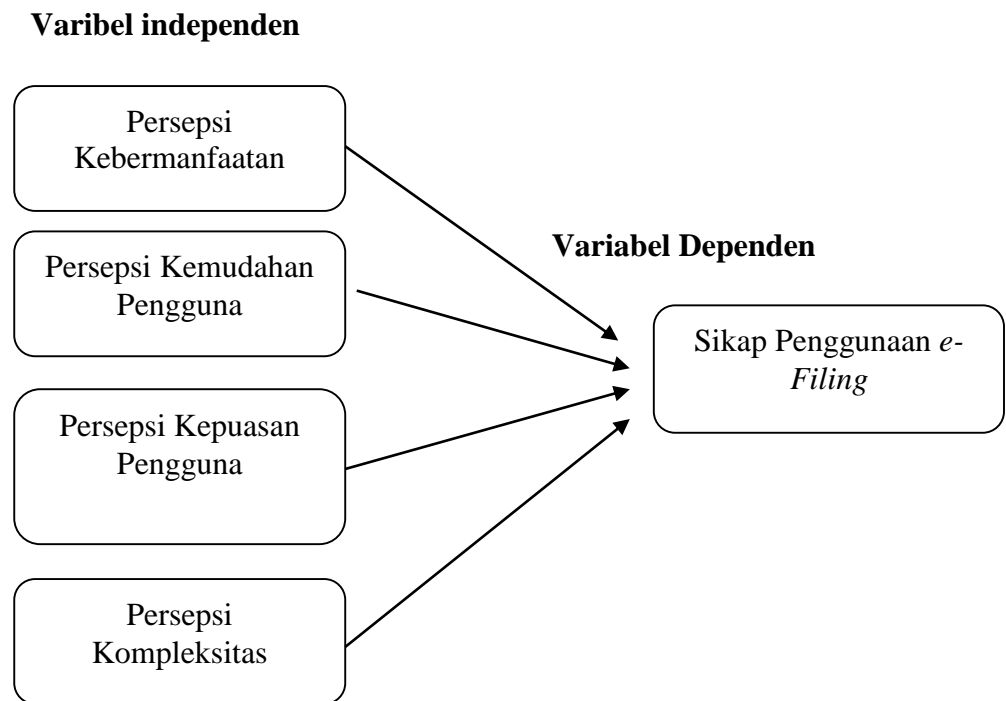 Varibel independen
Persepsi
Kebermanfaatan
Variabel Dependen
Persepsi Kemudahan
Pengguna
Sikap Penggunaan e-
Filing
Persepsi Kepuasan
Pengguna
Persepsi
Kompleksitas